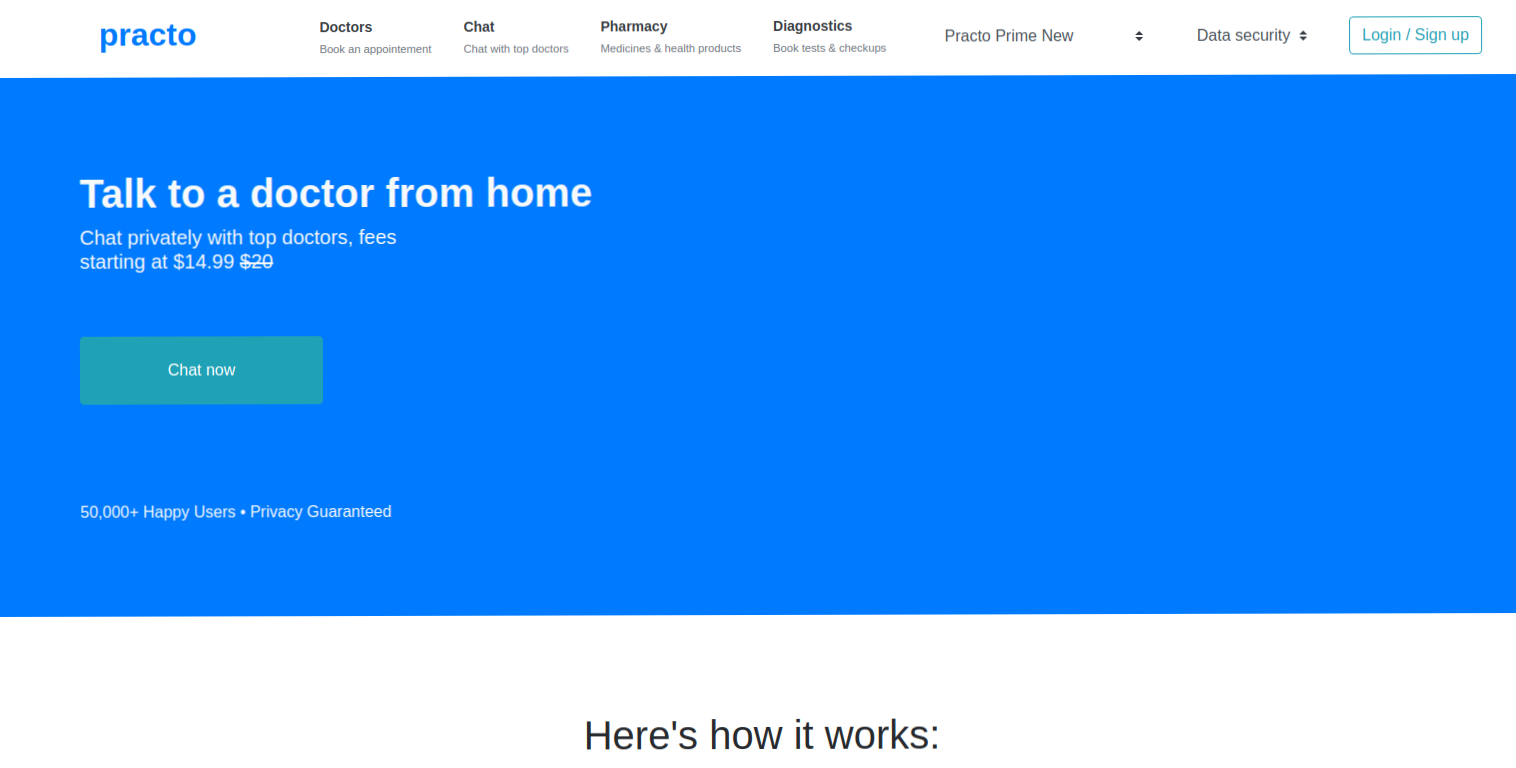 practo
Doctors
Book an appointement
Chat
Chat with top doctors
Pharmacy
Medicines & health products
Diagnostics
Book tests & checkups
Practo Prime New
Data security
Login / Sign up
Talk to a doctor from home
Chat privately with top doctors, fees
starting at $14.99 $20
Chat now
50,000+ Happy Users • Privacy Guaranteed
Here's how it works: